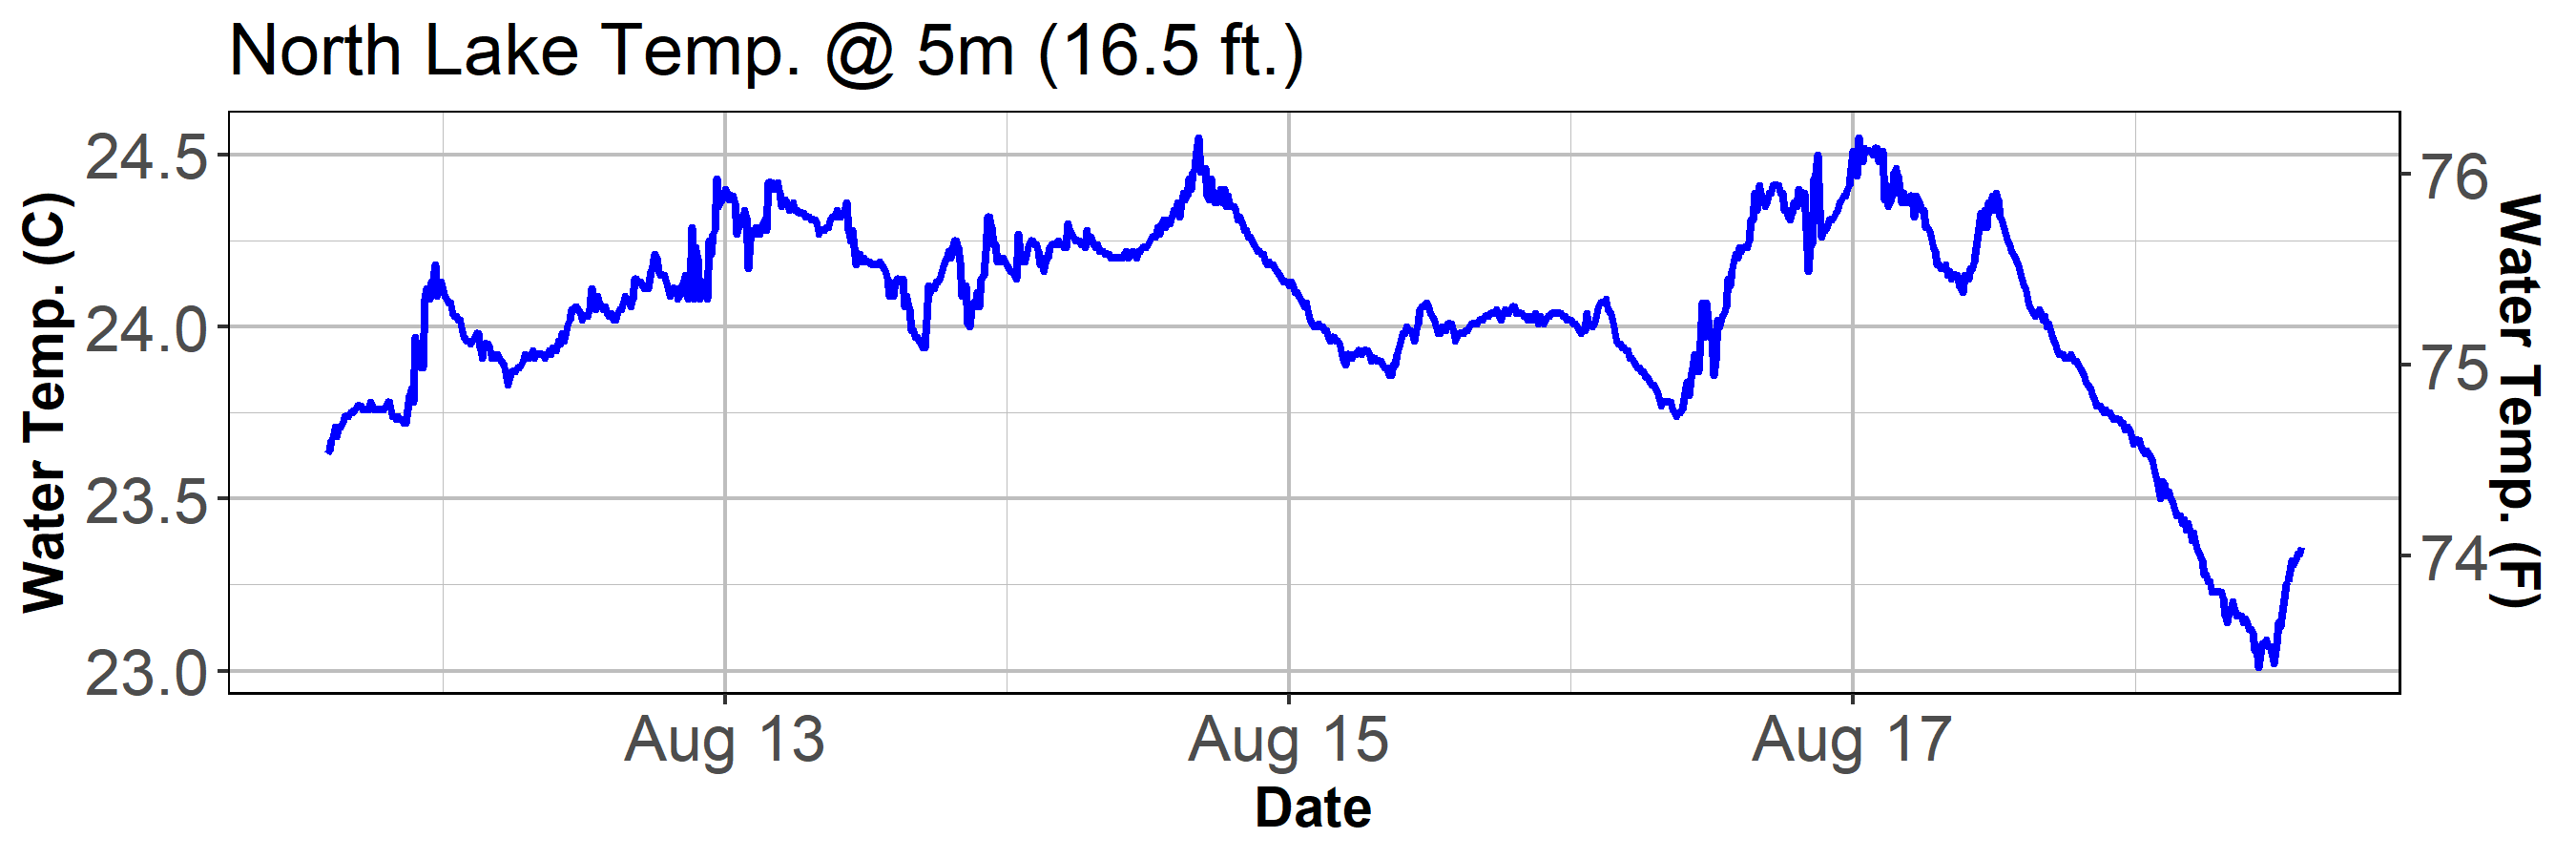 North Lake Temp. @ 5m (16.5 ft.)
Water Temp. (C)
24.5
24.0
23.5
23.0
76
75
74
Water Temp. (F)
Aug 13 Aug 15 Aug 17
Date